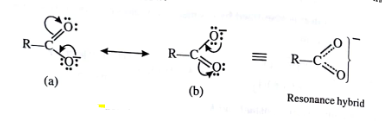 R–C
O:
O:
–
(a)
R–C
O:
–
O:
(b)
≡
R–C
O
O
–
Resonance hybrid